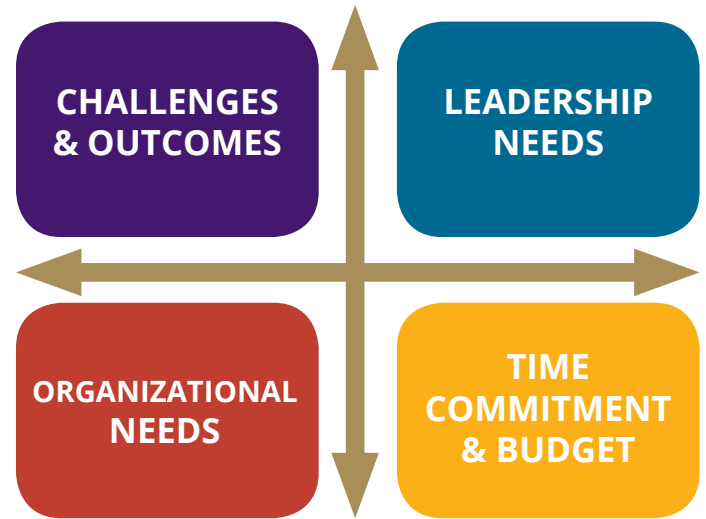 CHALLENGES
& OUTCOMES
LEADERSHIP
NEEDS
ORGANIZATIONAL
NEEDS
TIME
COMMITMENT
& BUDGET